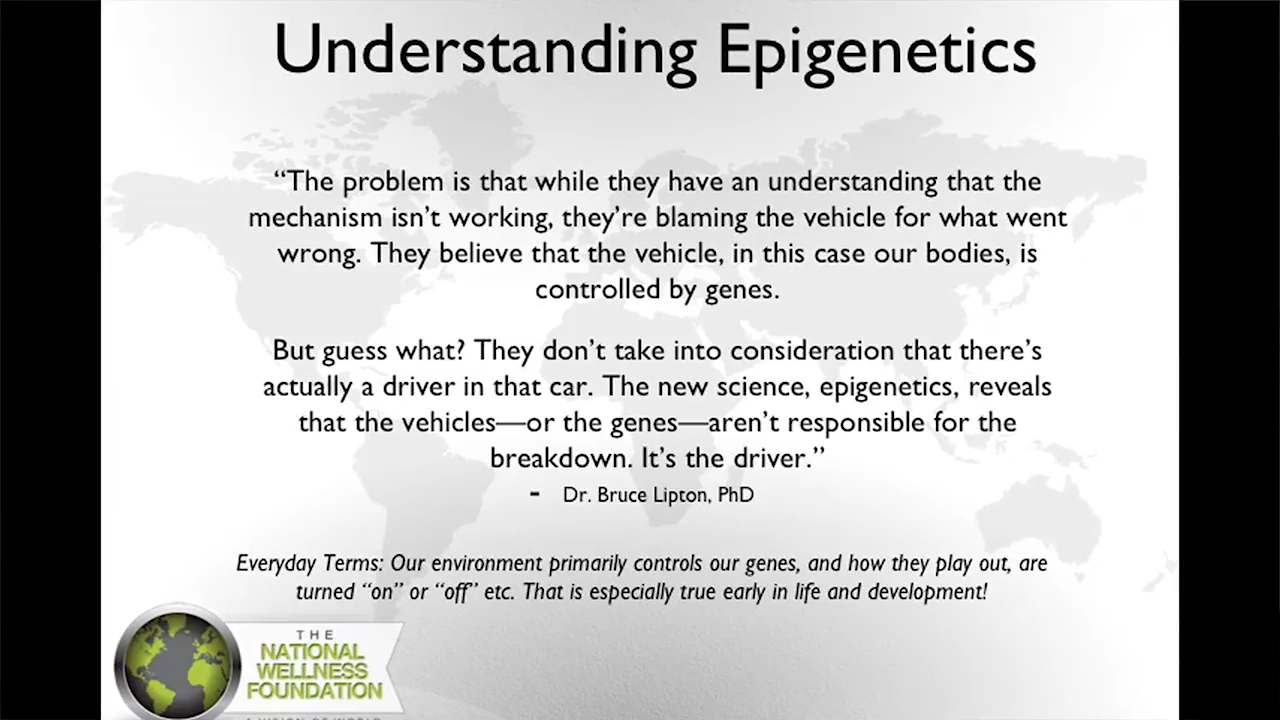 Understanding Epigenetics
“The problem is that while they have an understanding that the
mechanism isn’t working, they’re blaming the vehicle for what went
wrong. They believe that the vehicle, in this case our bodies, is
controlled by genes.
But guess what? They don’t take into consideration that there’s
actually a driver in that car. The new science, epigenetics, reveals
that the vehicles—or the genes—aren’t responsible for the
breakdown. It’s the driver.”
- Dr. Bruce Lipton, PhD
Everyday Terms: Our environment primarily controls our genes, and how they play out, are
turned “on” or “off” etc. That is especially true early in life and development!
THE
NATIONAL
WELLNESS
FOUNDATION